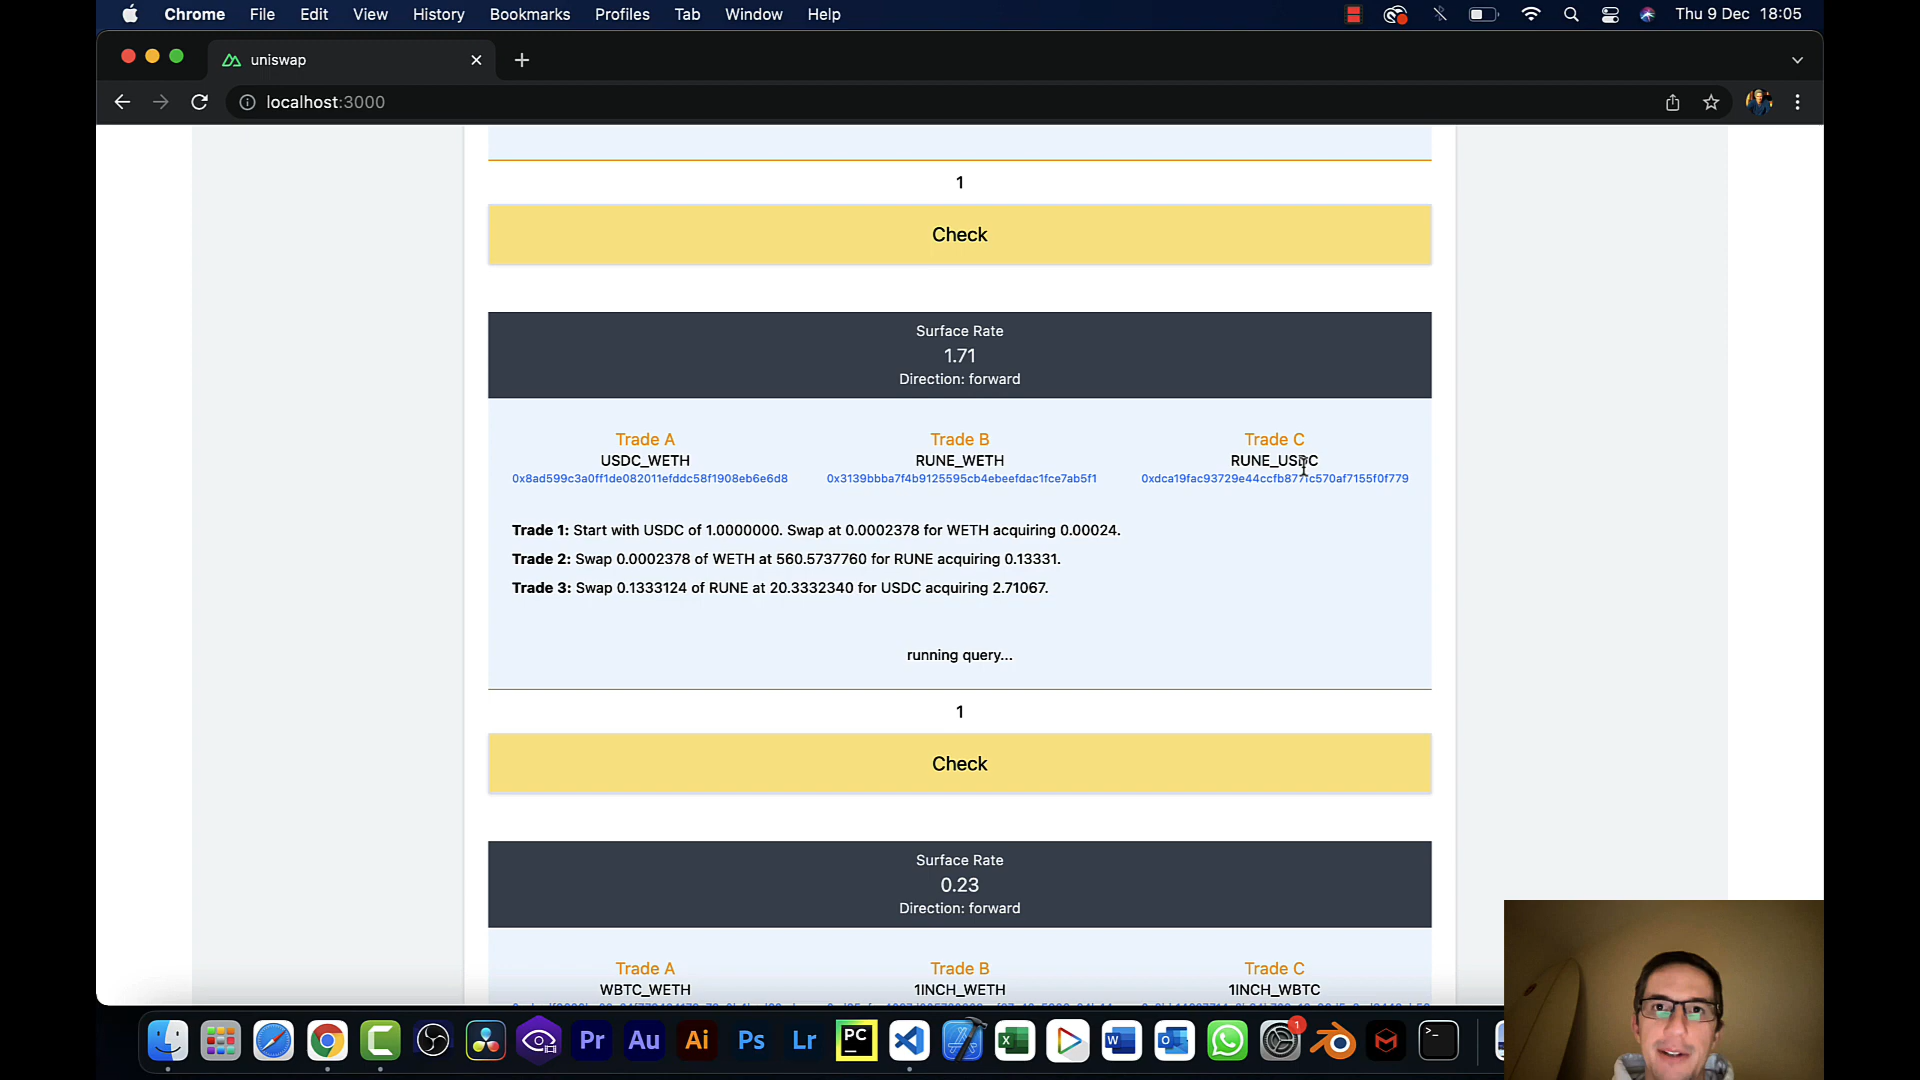 Chrome File Edit View History Bookmarks Profiles Tab Window Help
Thu 9 Dec 18:05
uniswap
localhost:3000
1
Check
Surface Rate
1.71
Direction: forward
Trade A
USDC_WETH
0x8ad599c3a0ff1de082011efddc58f1908eb6e6d8
Trade B
RUNE_WETH
0x3139bbba7f4b9125595cb4ebeefdac1fce7ab5f1
Trade C
RUNE_USDC
Trade 1: Start with USDC of 1.0000000. Swap at 0.0002378 for WETH acquiring 0.00024.
Trade 2: Swap 0.0002378 of WETH at 560.5737760 for RUNE acquiring 0.13331.
Trade 3: Swap 0.1333124 of RUNE at 20.3332340 for USDC acquiring 2.71067.
running query...
1
Check
Surface Rate
0.23
Direction: forward
Trade A
WBTC_WETH
Trade B
1INCH_WETH
Trade C
1INCH_WBTC
Pr Au Ai Ps Lr PC
1